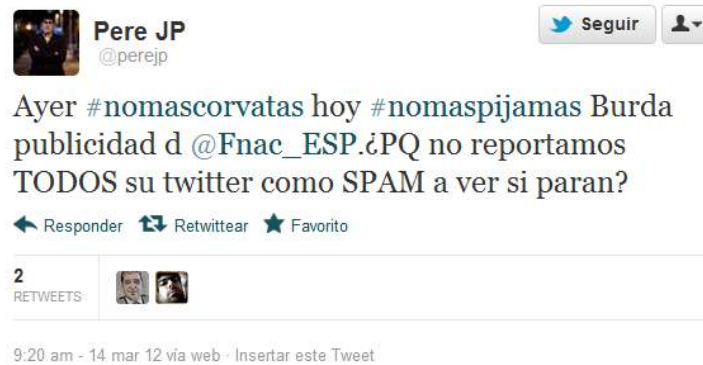 Pere JP
Seguir
@perejp
Ayer #nomascorvatas hoy #nomaspijamas Burda
publicidad d @Fnac_ESP.¿PQ no reportamos
TODOS su twitter como SPAM a ver si paran?
Responder Retwittear Favorito
2
RETWEETS
9:20 am - 14 mar 12 vía web · Insertar este Tweet